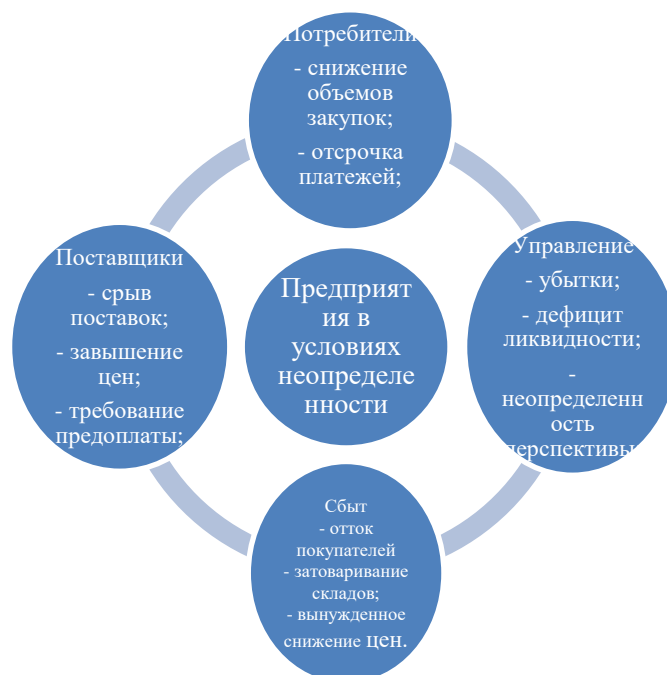 Потребители
- снижение
объемов
закупок;
- отсрочка
платежей;
Поставщики
- срыв
поставок;
- завышение
цен;
- требование
предоплаты;
Предприят
ия в
условиях
неопределе
нности
Управление
- убытки;
- дефицит
ликвидности;
-
неопределенн
ость
перспективы
Сбыт
- отток
покупателей
- затоваривание
складов;
- вынужденное
снижение цен.